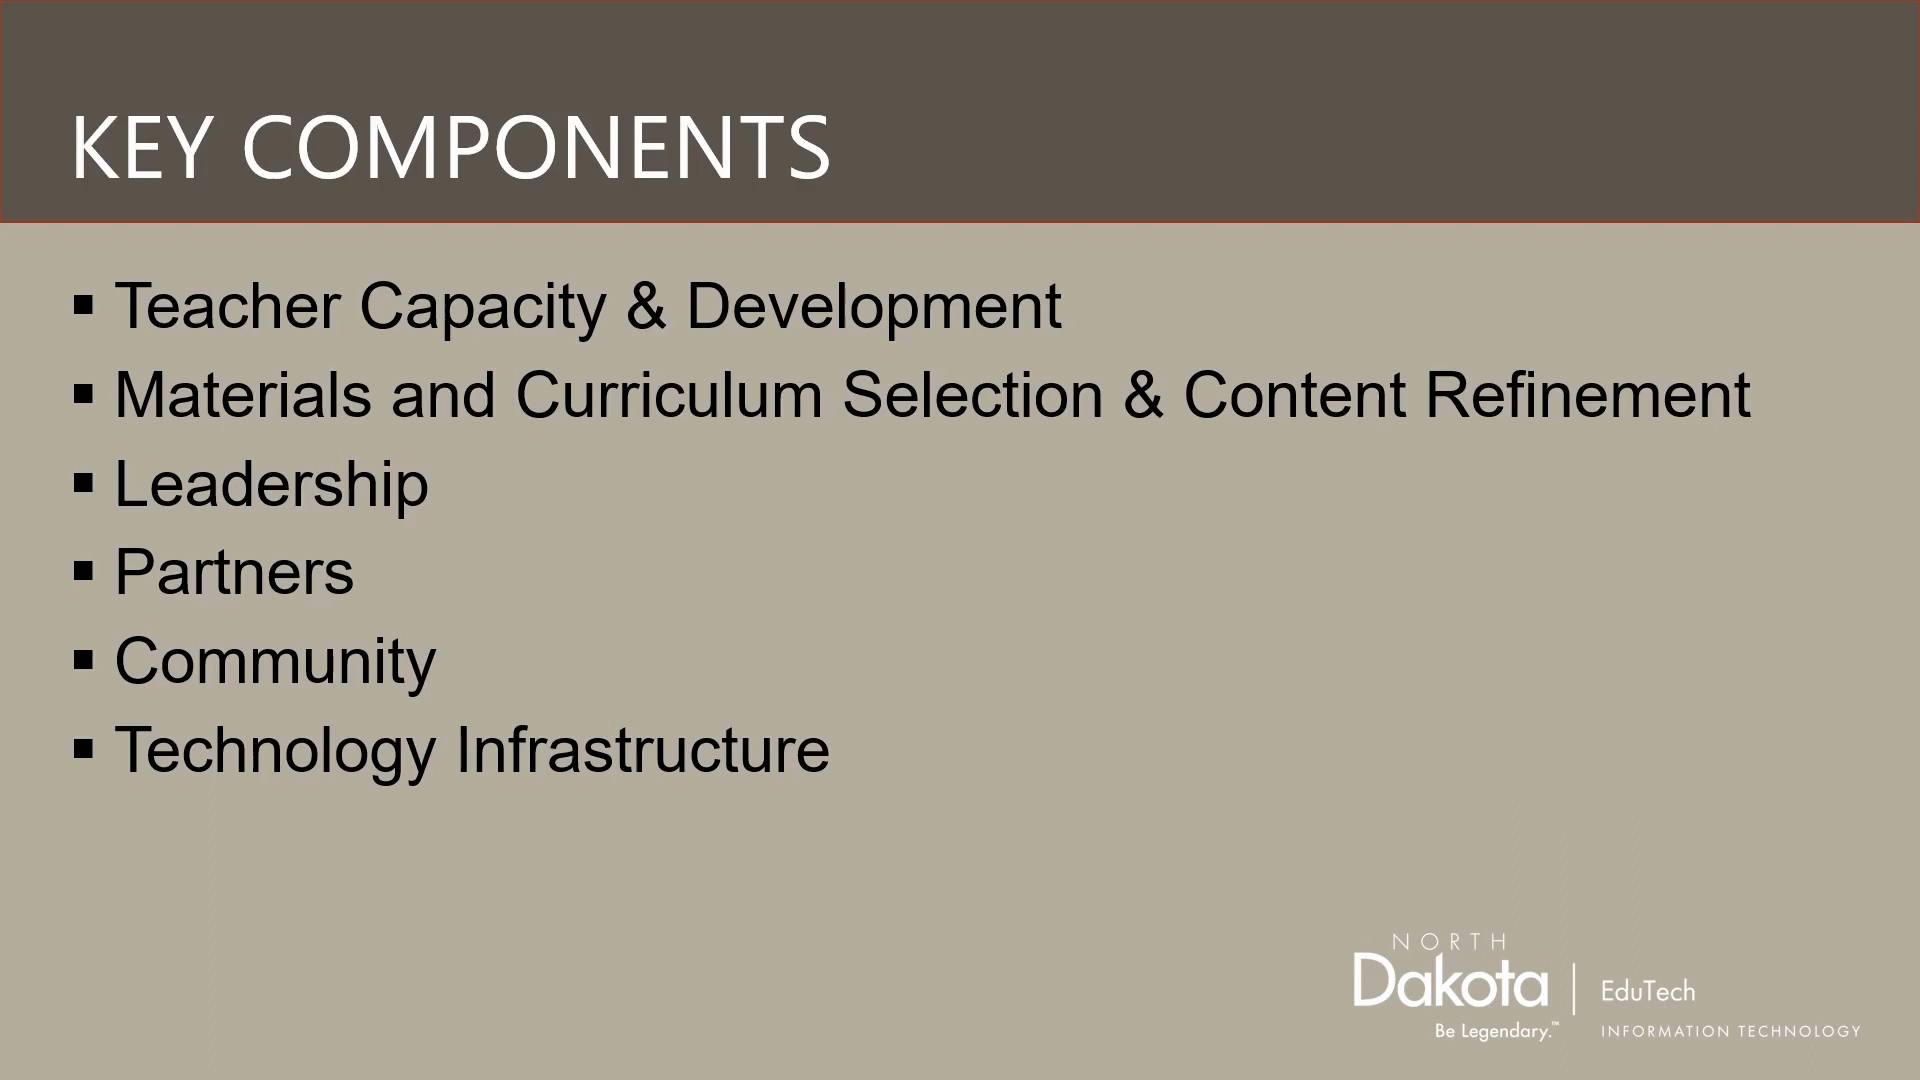 KEY COMPONENTS
▪ Teacher Capacity & Development
▪ Materials and Curriculum Selection & Content Refinement
▪ Leadership
▪ Partners
▪ Community
▪ Technology Infrastructure
NORTH
Dakota
Be Legendary.™
EduTech
INFORMATION TECHNOLOGY